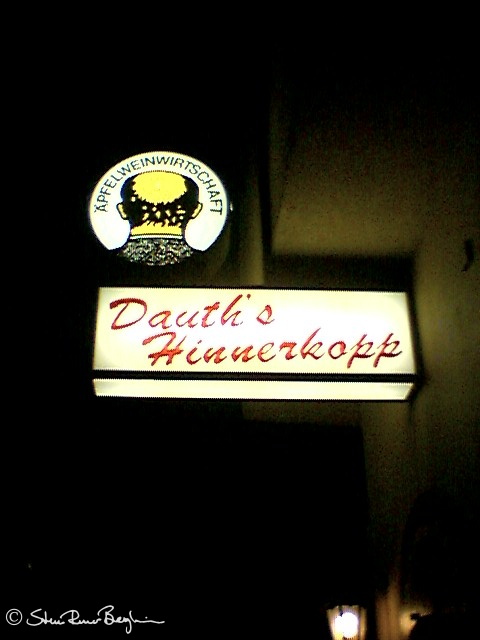 ÄPFELWEINWIRTSCHAFT
Dauth's
Hinnerkopp
©